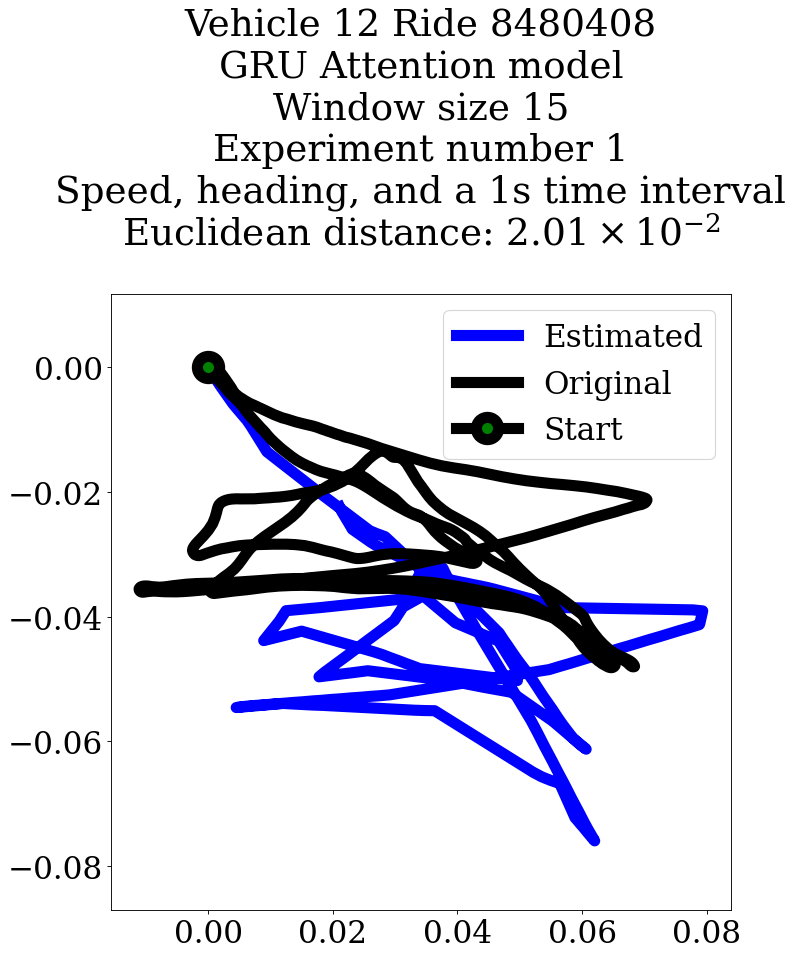 Vehicle 12 Ride 8480408
GRU Attention model
Window size 15
Experiment number 1
Speed, heading, and a 1s time interval
Euclidean distance: 2.01 × 10⁻²
Estimated
Original
Start
0.00
−0.02
−0.04
−0.06
−0.08
0.00 0.02 0.04 0.06 0.08